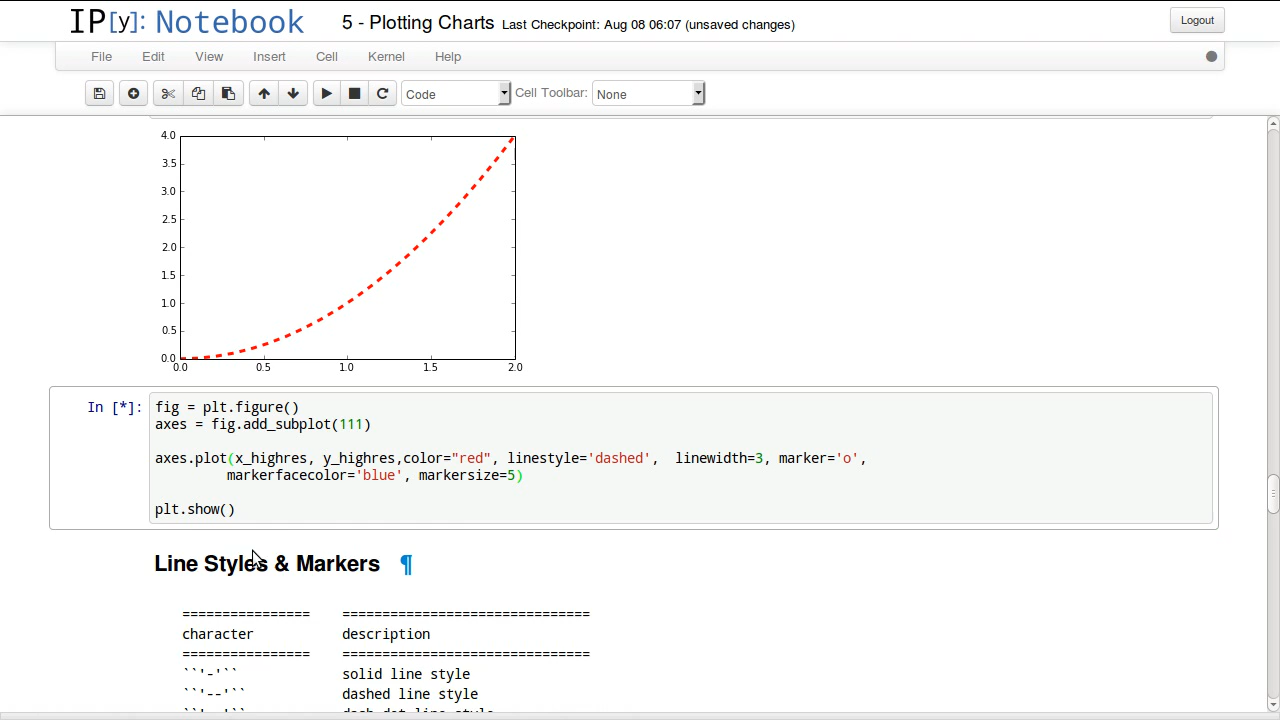 IP[y]: Notebook 5 - Plotting Charts Last Checkpoint: Aug 08 06:07 (unsaved changes) Logout
File Edit View Insert Cell Kernel Help
Code Cell Toolbar: None
4.0
3.5
3.0
2.5
2.0
1.5
1.0
0.5
0.0
0.0 0.5 1.0 1.5 2.0
In [*]: fig = plt.figure()
axes = fig.add_subplot(111)
axes.plot(x_highres, y_highres,color="red", linestyle='dashed',  linewidth=3, marker='o',
markerfacecolor='blue', markersize=5)
plt.show()
Line Styles & Markers ¶
================ ===============================
character description
================ ===============================
``'-'`` solid line style
``'--'`` dashed line style